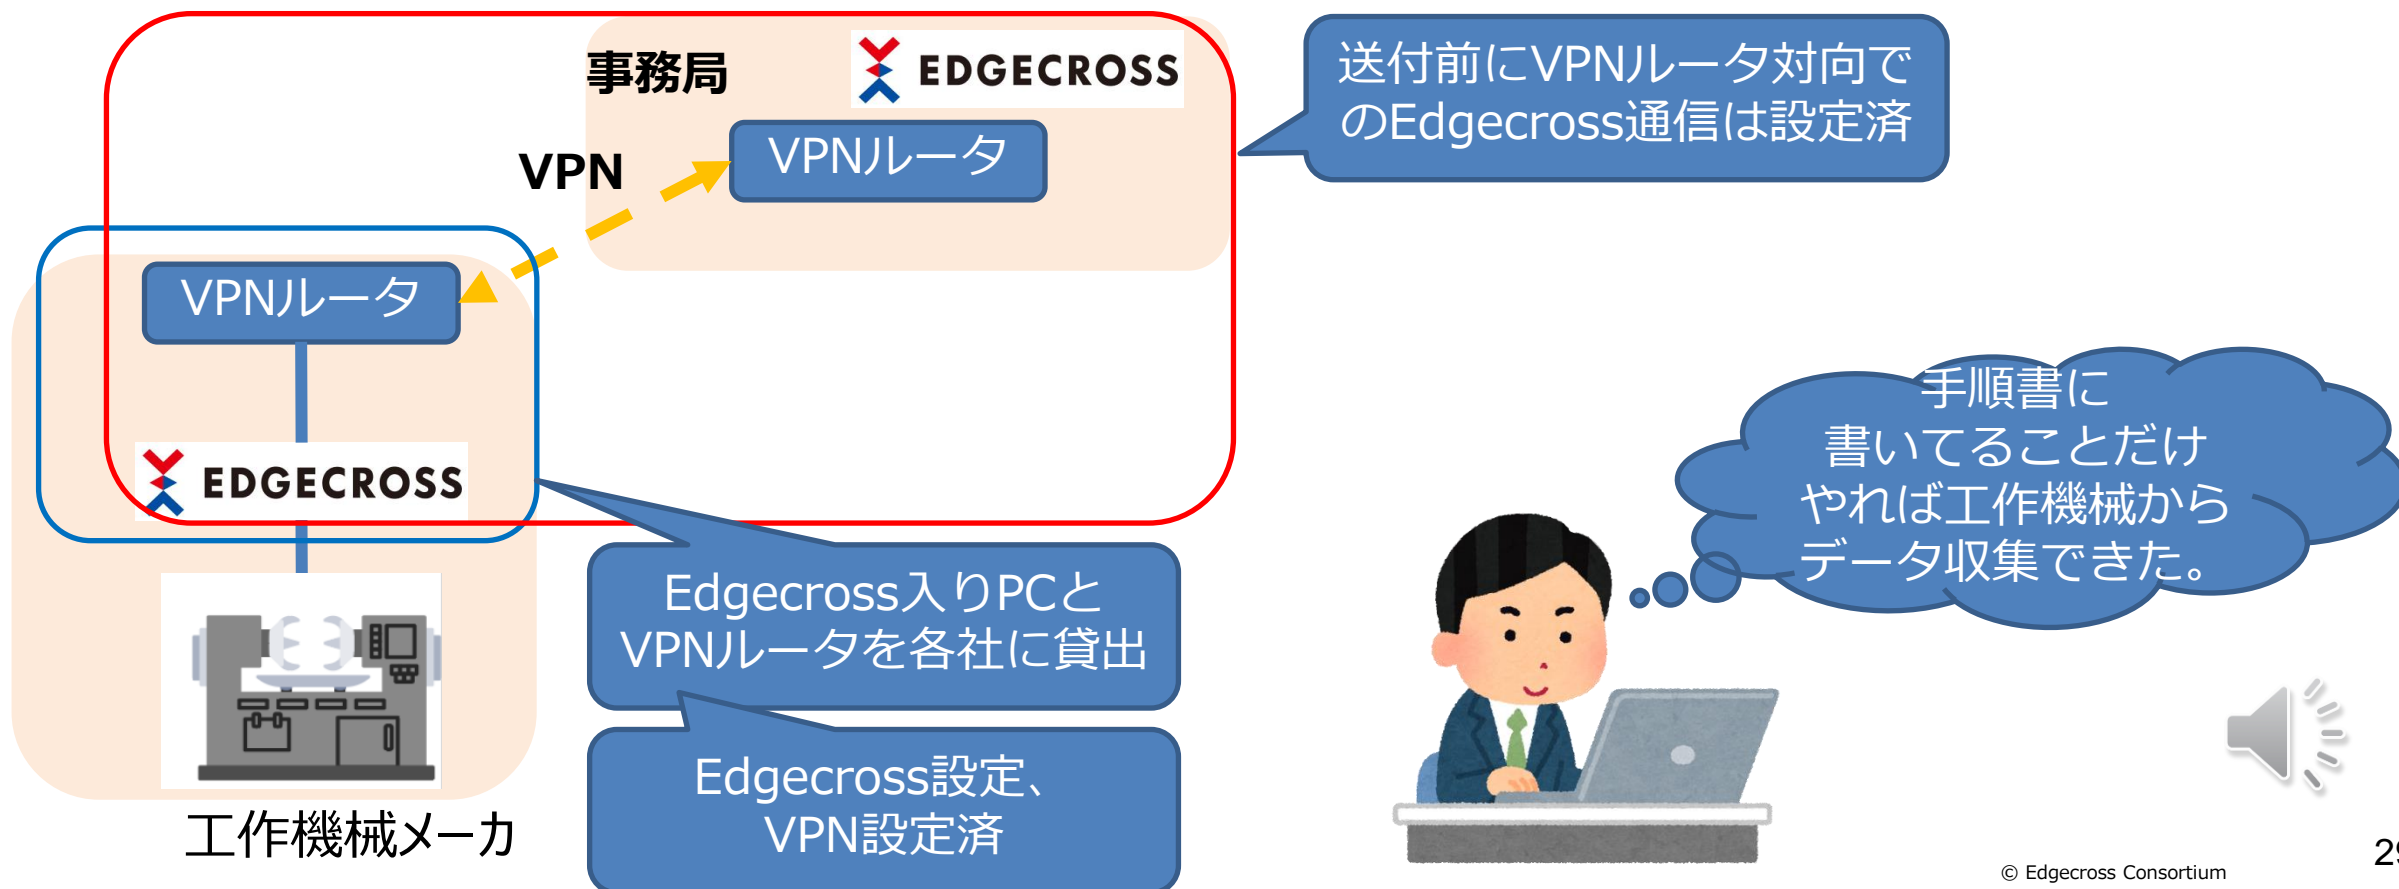 事務局
EDGECROSS
送付前にVPNルータ対向で
のEdgecross通信は設定済
VPNルータ
VPN
VPNルータ
EDGECROSS
手順書に
書いてることだけ
やれば工作機械から
データ収集できた。
Edgecross入りPCと
VPNルータを各社に貸出
Edgecross設定、
VPN設定済
工作機械メーカ
© Edgecross Consortium
29